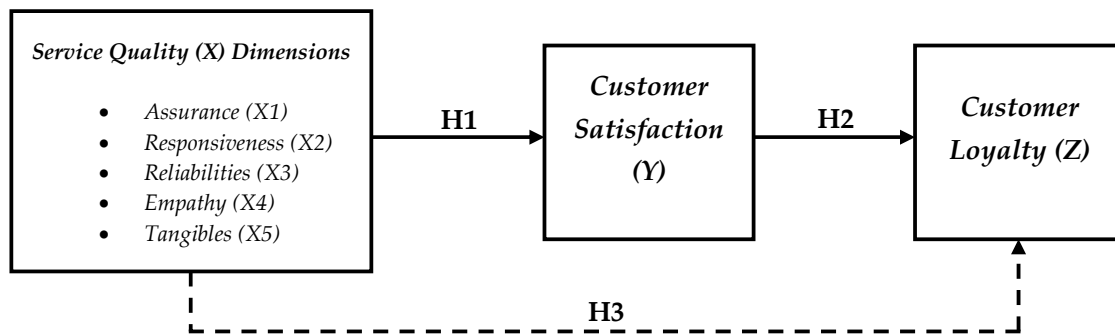 Service Quality (X) Dimensions
• Assurance (X1)
• Responsiveness (X2)
• Reliabilities (X3)
• Empathy (X4)
• Tangibles (X5)
H1
Customer
Satisfaction
(Y)
H2
Customer
Loyalty (Z)
H3